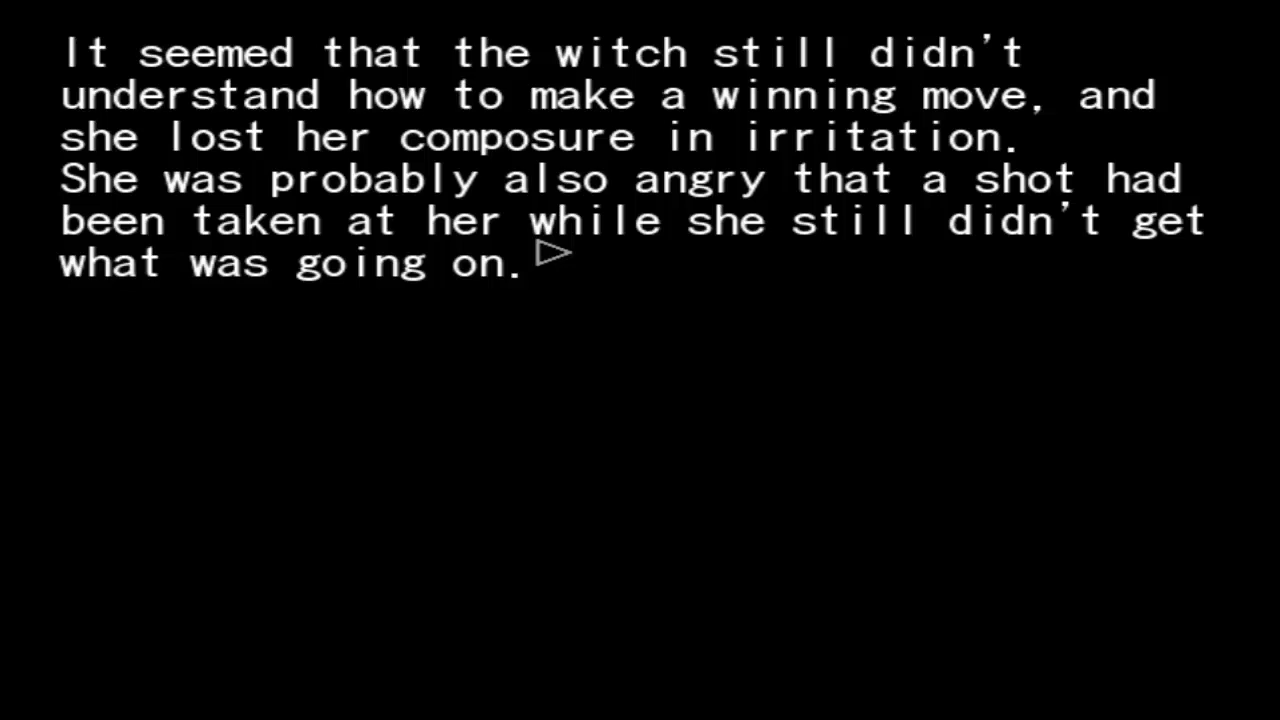 It seemed that the witch still didn't
understand how to make a winning move, and
she lost her composure in irritation.
She was probably also angry that a shot had
been taken at her while she still didn't get
what was going on.